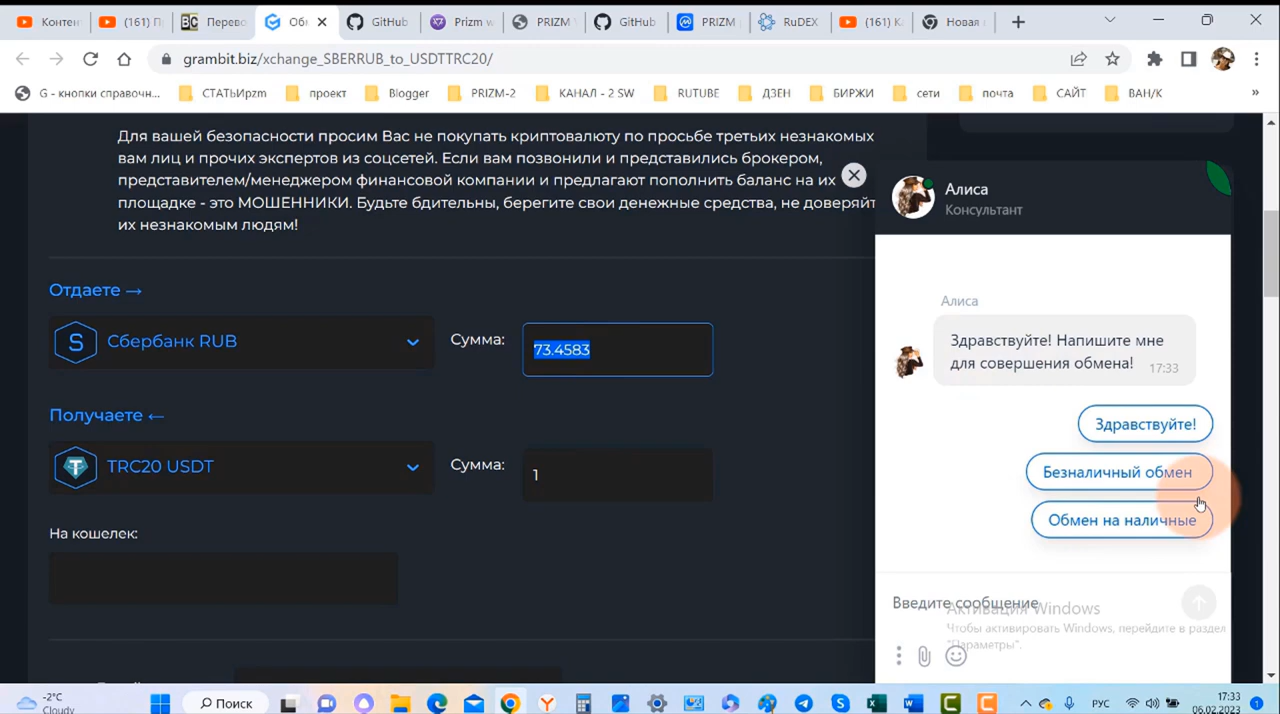 Контен
(161) П
BC
Перево
Обм
GitHub
Prizm w
PRIZM
GitHub
PRIZM
RuDEX
(161) К
Новая
grambit.biz/xchange_SBERRUB_to_USDTTRC20/
G - кнопки справочн...
СТАТЬИpzm
проект
Blogger
PRIZM-2
КАНАЛ - 2 SW
RUTUBE
ДЗЕН
БИРЖИ
сети
почта
САЙТ
ВАН/К
»
Для вашей безопасности просим Вас не покупать криптовалюту по просьбе третьих незнакомых
вам лиц и прочих экспертов из соцсетей. Если вам позвонили и представились брокером,
представителем/менеджером финансовой компании и предлагают пополнить баланс на их
площадке - это МОШЕННИКИ. Будьте бдительны, берегите свои денежные средства, не доверяйт
их незнакомым людям!
Отдаете →
Сбербанк RUB
Сумма:
73.4583
Получаете ←
TRC20 USDT
Сумма:
1
На кошелек:
Алиса
Консультант
Алиса
Здравствуйте! Напишите мне
для совершения обмена!
17:33
Здравствуйте!
Безналичный обмен
Обмен на наличные
Введите сообщение
Активация Windows
Чтобы активировать Windows, перейдите в раздел
"Параметры".
-2°C
Cloudy
Поиск
РУС
17:33
06.02.2023